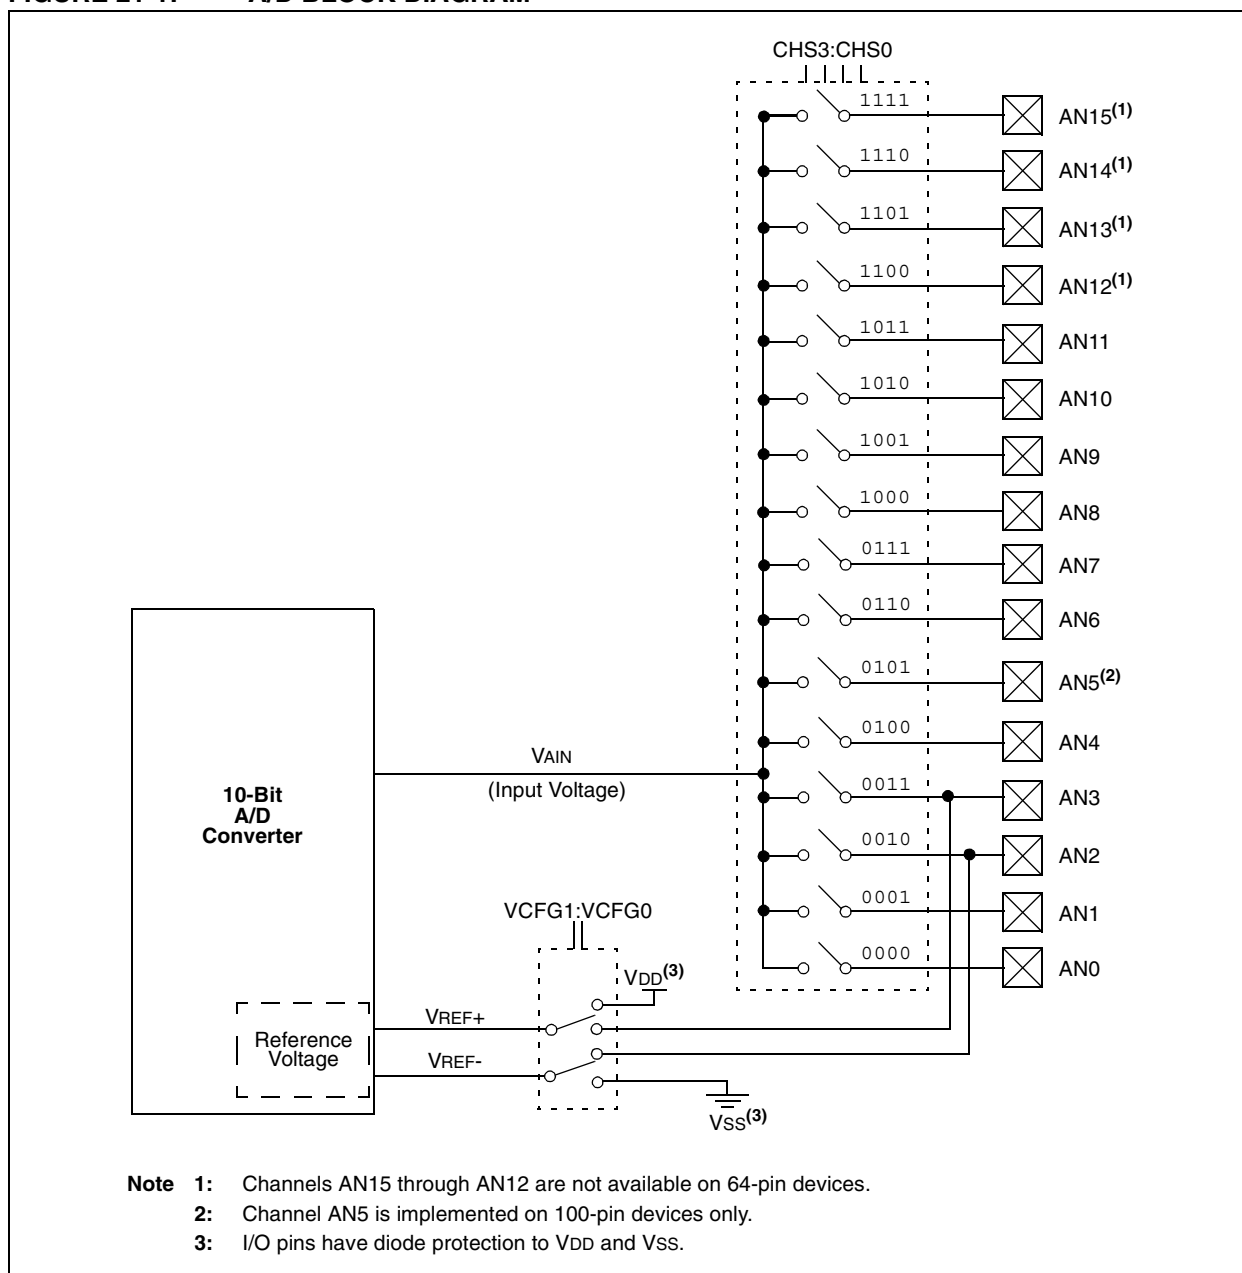 CHS3:CHS0
1111 AN15(1)
1110 AN14(1)
1101 AN13(1)
1100 AN12(1)
1011 AN11
1010 AN10
1001 AN9
1000 AN8
0111 AN7
0110 AN6
0101 AN5(2)
0100 AN4
VAIN
(Input Voltage)
0011 AN3
10-Bit
A/D
Converter
0010 AN2
0001 AN1
VCFG1:VCFG0
0000 AN0
VDD(3)
VREF+
Reference
Voltage
VREF-
VSS(3)
Note 1: Channels AN15 through AN12 are not available on 64-pin devices.
2: Channel AN5 is implemented on 100-pin devices only.
3: I/O pins have diode protection to VDD and VSS.